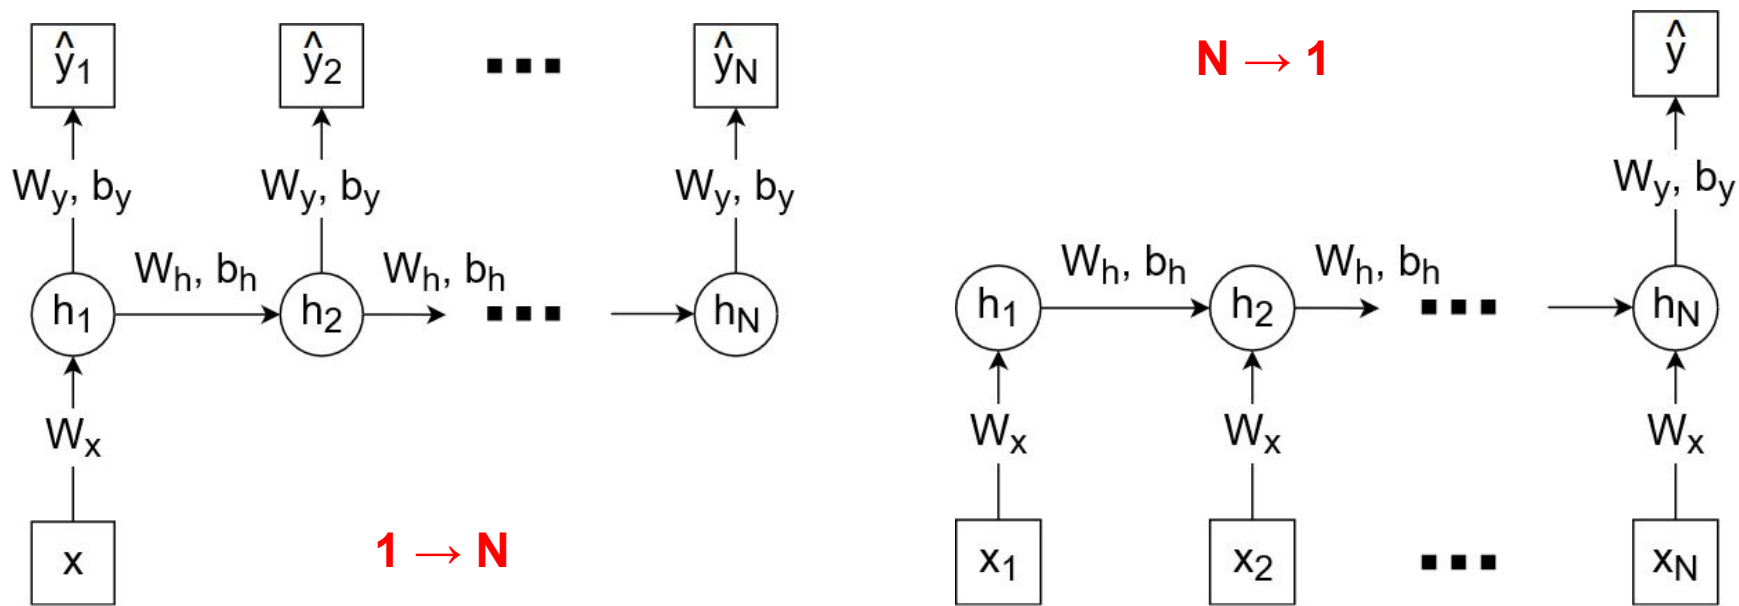 ŷ1 ŷ2 ... ŷN
Wy, by Wy, by Wy, by
Wh, bh Wh, bh
h1 h2 ... hN
Wx
x
1 → N
N → 1
ŷ
Wy, by
Wh, bh Wh, bh
h1 h2 ... hN
Wx Wx Wx
x1 x2 ... xN